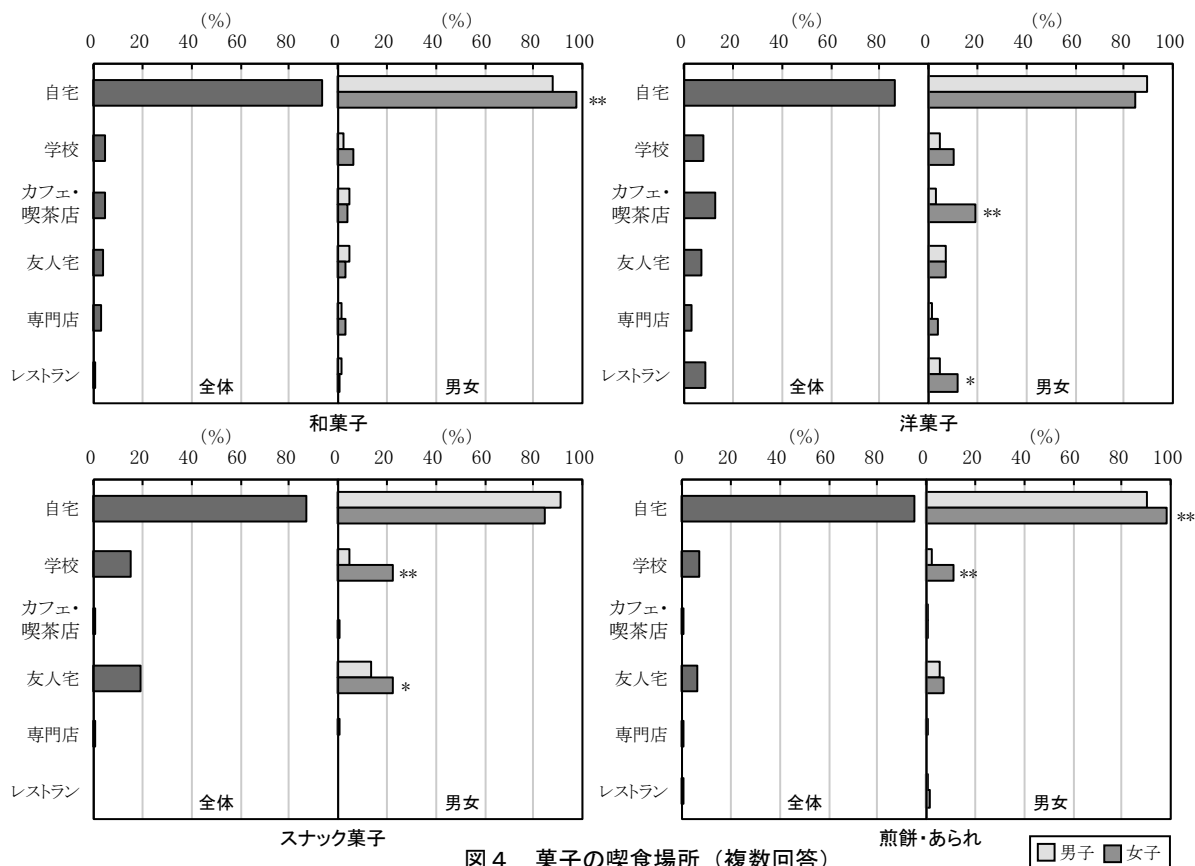 (%) (%)
0 20 40 60 80 0 20 40 60 80 100
自宅
**
学校
カフェ・
喫茶店
友人宅
専門店
レストラン
全体 男女
和菓子
(%) (%)
0 20 40 60 80 0 20 40 60 80 100
自宅
学校
カフェ・
喫茶店
**
友人宅
専門店
レストラン
*
全体 男女
洋菓子
(%) (%)
0 20 40 60 80 0 20 40 60 80 100
自宅
学校
**
カフェ・
喫茶店
友人宅
*
専門店
レストラン
全体 男女
スナック菓子
(%) (%)
0 20 40 60 80 0 20 40 60 80 100
自宅
**
学校
**
カフェ・
喫茶店
友人宅
専門店
レストラン
全体 男女
煎餅・あられ
男子 女子
図4 菓子の喫食場所（複数回答）